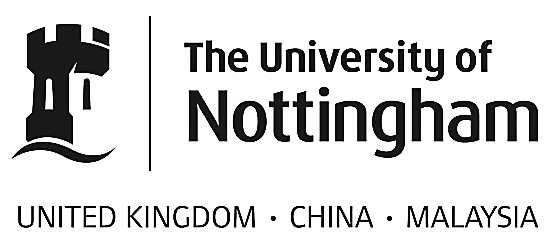 The University of
Nottingham
UNITED KINGDOM · CHINA · MALAYSIA